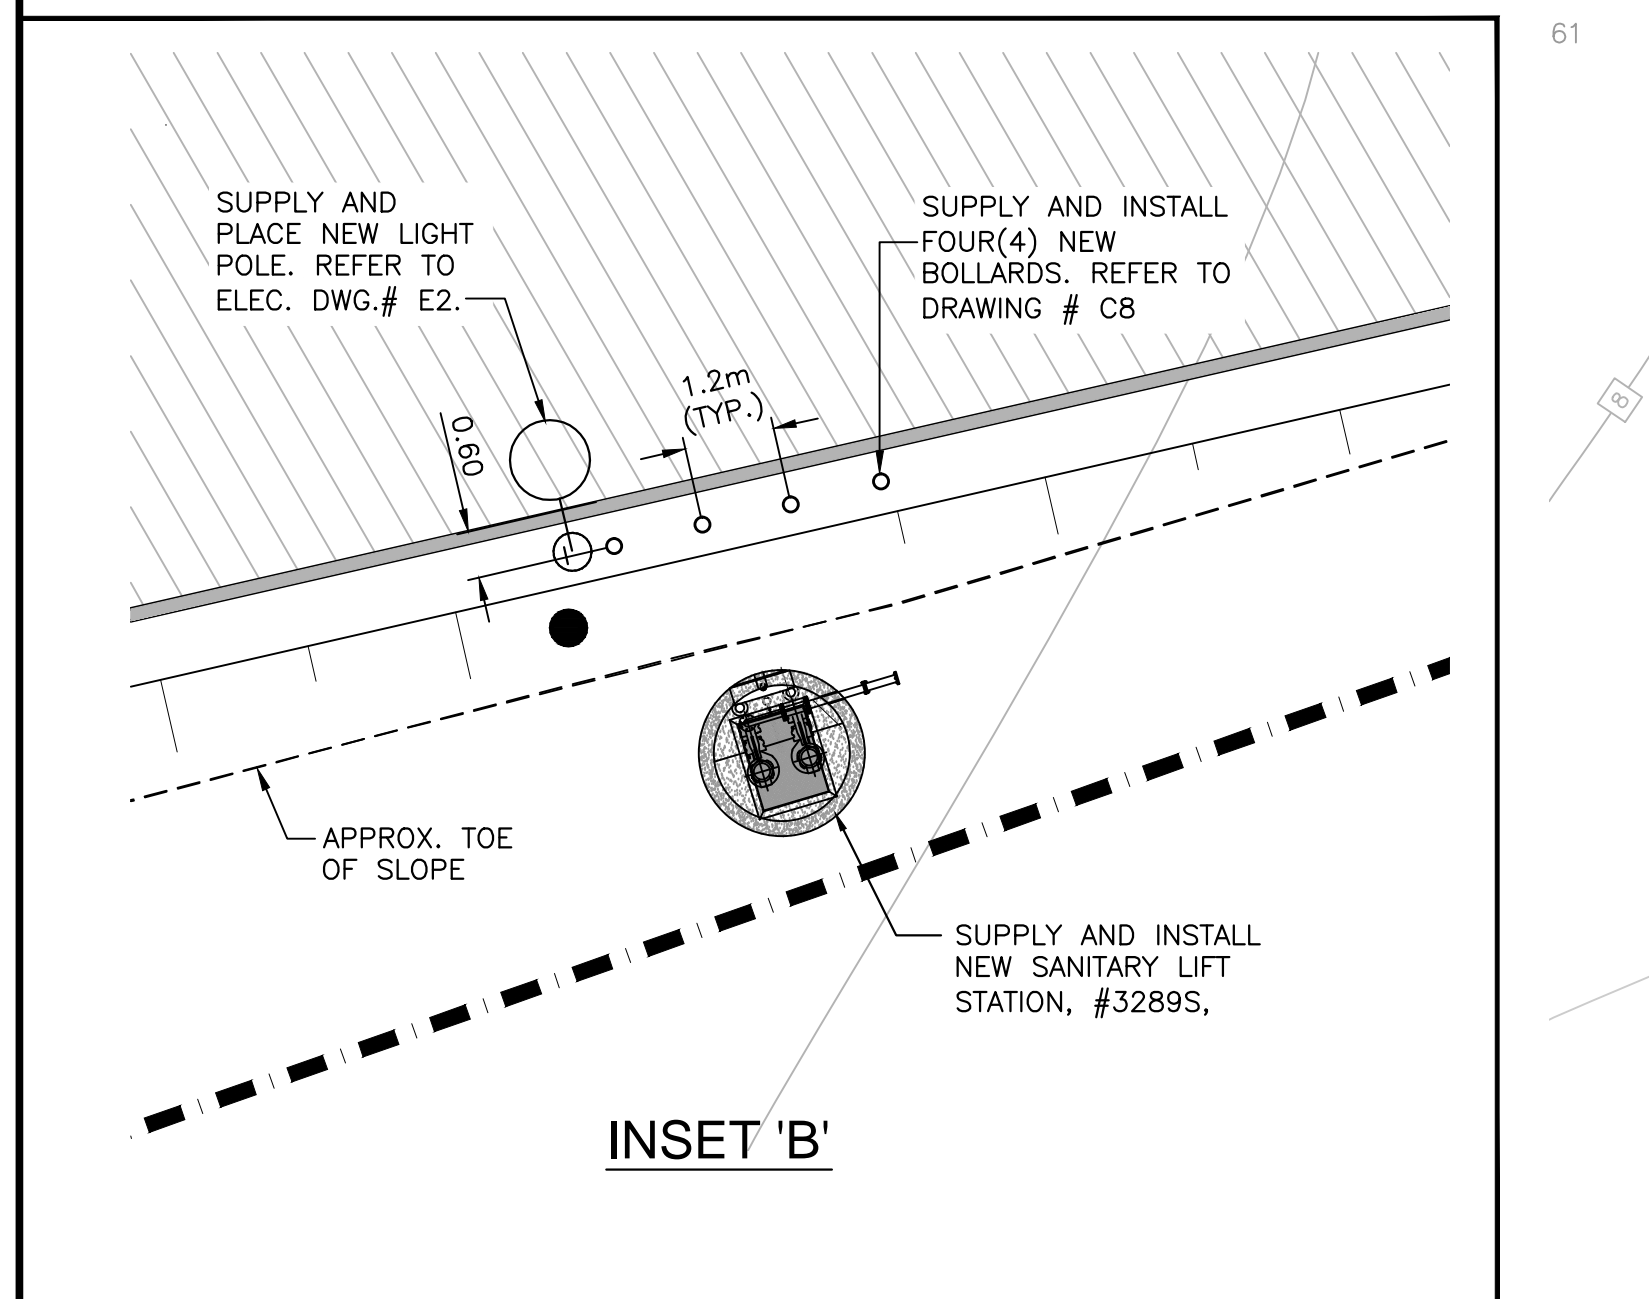 61
SUPPLY AND
PLACE NEW LIGHT
POLE. REFER TO
ELEC. DWG.# E2.
SUPPLY AND INSTALL
FOUR(4) NEW
BOLLARDS. REFER TO
DRAWING # C8
1.2m
(TYP.)
0.60
8
APPROX. TOE
OF SLOPE
SUPPLY AND INSTALL
NEW SANITARY LIFT
STATION, #3289S,
INSET 'B'